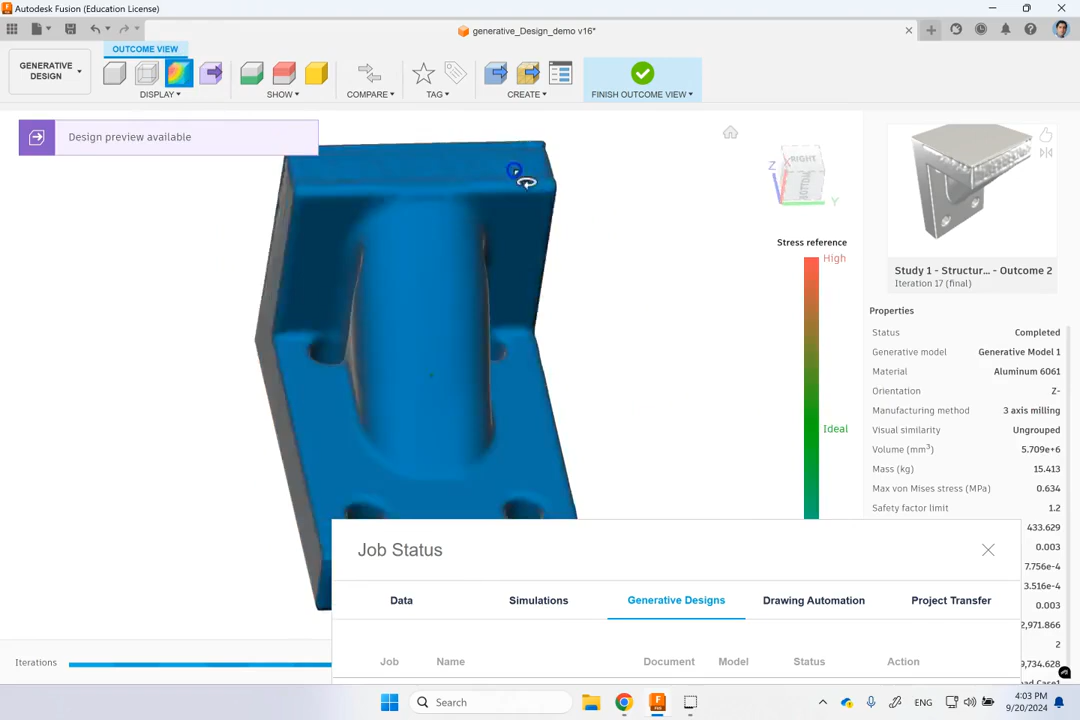 Autodesk Fusion (Education License)
generative_Design_demo v16*
GENERATIVE DESIGN
OUTCOME VIEW
DISPLAY
SHOW
COMPARE
TAG
CREATE
FINISH OUTCOME VIEW
Design preview available
RIGHT
BOTTOM
Z
X
Y
Stress reference
High
Ideal
Study 1 - Structur... - Outcome 2
Iteration 17 (final)
Properties
Status Completed
Generative model Generative Model 1
Material Aluminum 6061
Orientation Z-
Manufacturing method 3 axis milling
Visual similarity Ungrouped
Volume (mm³) 5.709e+6
Mass (kg) 15.413
Max von Mises stress (MPa) 0.634
Safety factor limit 1.2
433.629
0.003
7.756e-4
3.516e-4
0.003
2,971.866
2
9,734.628
Job Status
Data Simulations Generative Designs Drawing Automation Project Transfer
Job Name Document Model Status Action
Iterations
Search
ENG
4:03 PM
9/20/2024